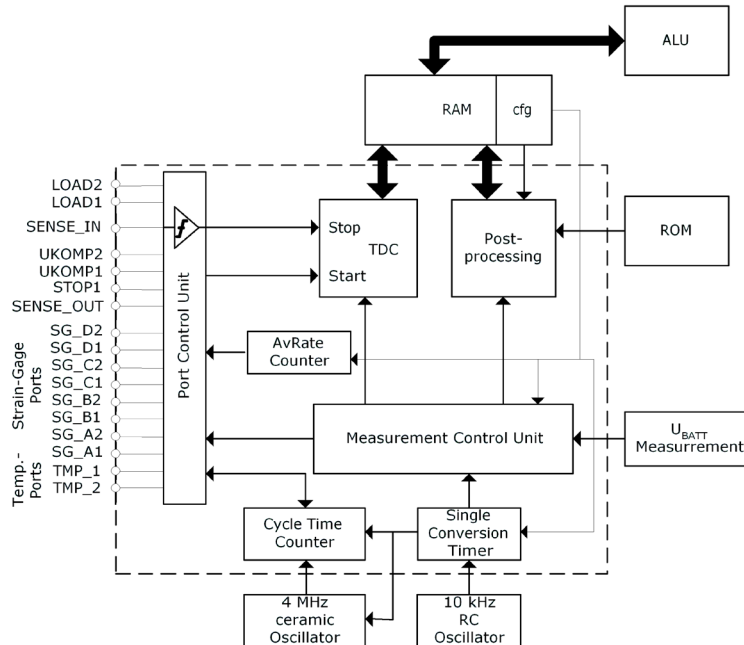 ALU
RAM
cfg
LOAD2
LOAD1
SENSE_IN
UKOMP2
UKOMP1
STOP1
SENSE_OUT
SG_D2
SG_D1
SG_C2
SG_C1
SG_B2
SG_B1
SG_A2
SG_A1
TMP_1
TMP_2
Strain-Gage
Ports
Temp.-
Ports
Port Control Unit
Stop
TDC
Start
Post-
processing
ROM
AvRate
Counter
Measurement Control Unit
UBATT
Measurrement
Cycle Time
Counter
Single
Conversion
Timer
4 MHz
ceramic
Oscillator
10 kHz
RC
Oscillator